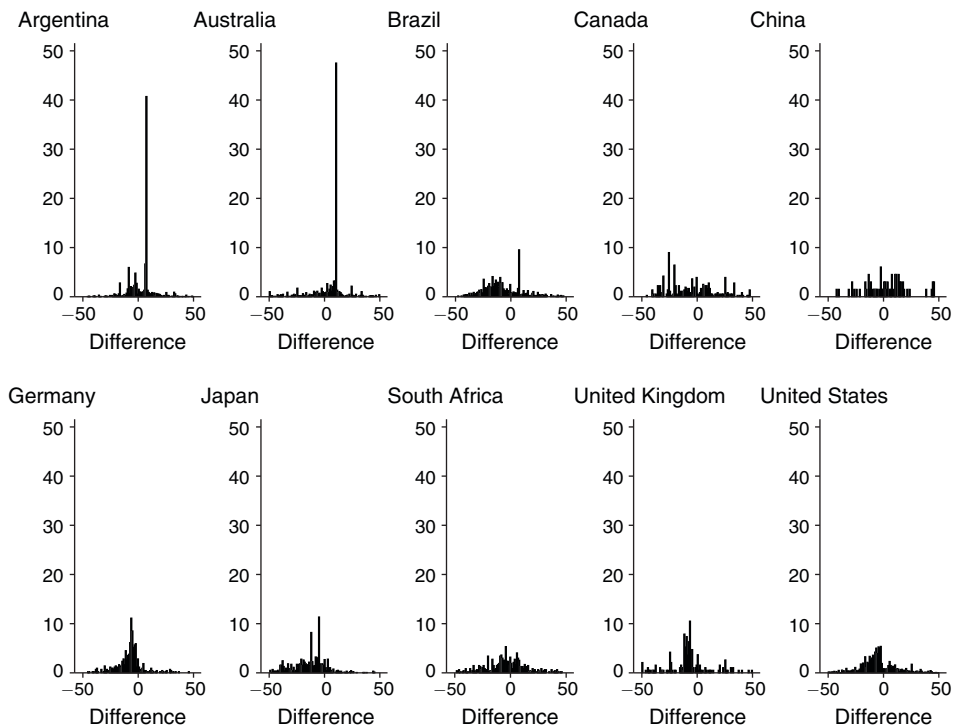 Argentina Australia Brazil Canada China
50 50 50 50 50
40 40 40 40 40
30 30 30 30 30
20 20 20 20 20
10 10 10 10 10
0 0 0 0 0
−50 0 50 −50 0 50 −50 0 50 −50 0 50 −50 0 50
Difference Difference Difference Difference Difference
Germany Japan South Africa United Kingdom United States
50 50 50 50 50
40 40 40 40 40
30 30 30 30 30
20 20 20 20 20
10 10 10 10 10
0 0 0 0 0
−50 0 50 −50 0 50 −50 0 50 −50 0 50 −50 0 50
Difference Difference Difference Difference Difference